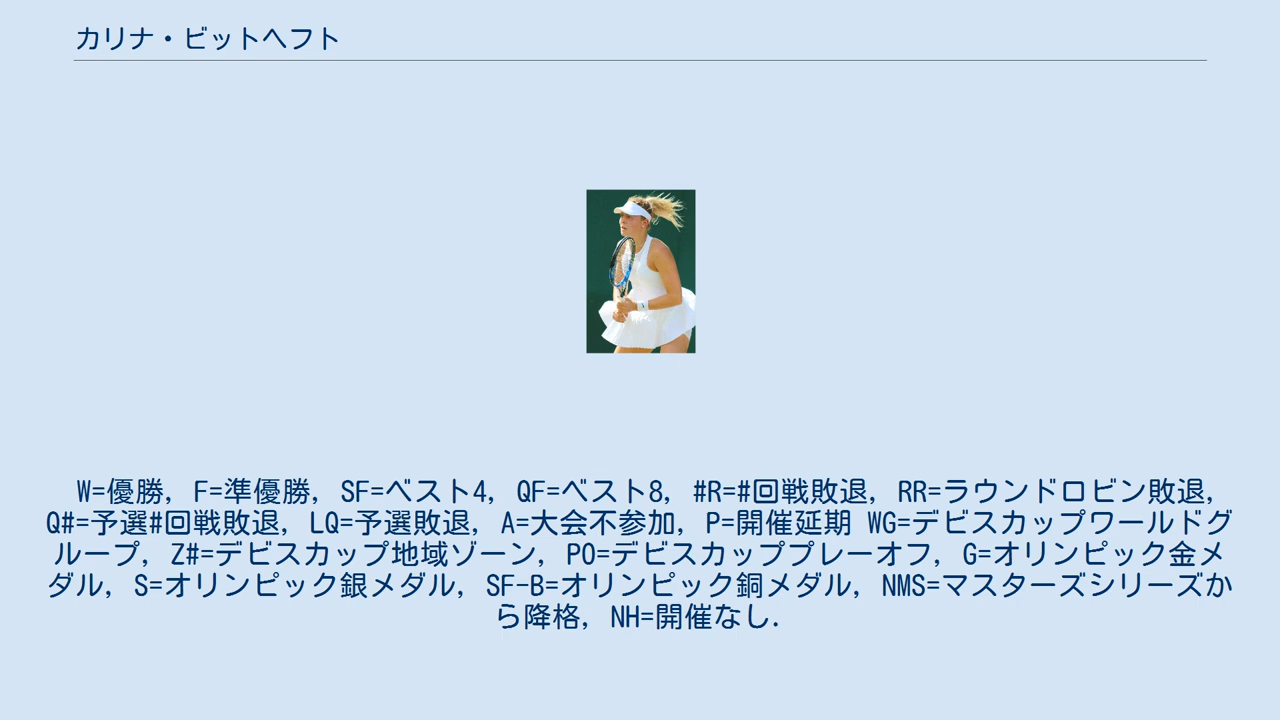 カリナ・ビットヘフト
W=優勝, F=準優勝, SF=ベスト4, QF=ベスト8, #R=#回戦敗退, RR=ラウンドロビン敗退,
Q#=予選#回戦敗退, LQ=予選敗退, A=大会不参加, P=開催延期 WG=デビスカップワールドグ
ループ, Z#=デビスカップ地域ゾーン, PO=デビスカッププレーオフ, G=オリンピック金メ
ダル, S=オリンピック銀メダル, SF-B=オリンピック銅メダル, NMS=マスターズシリーズか
ら降格, NH=開催なし.